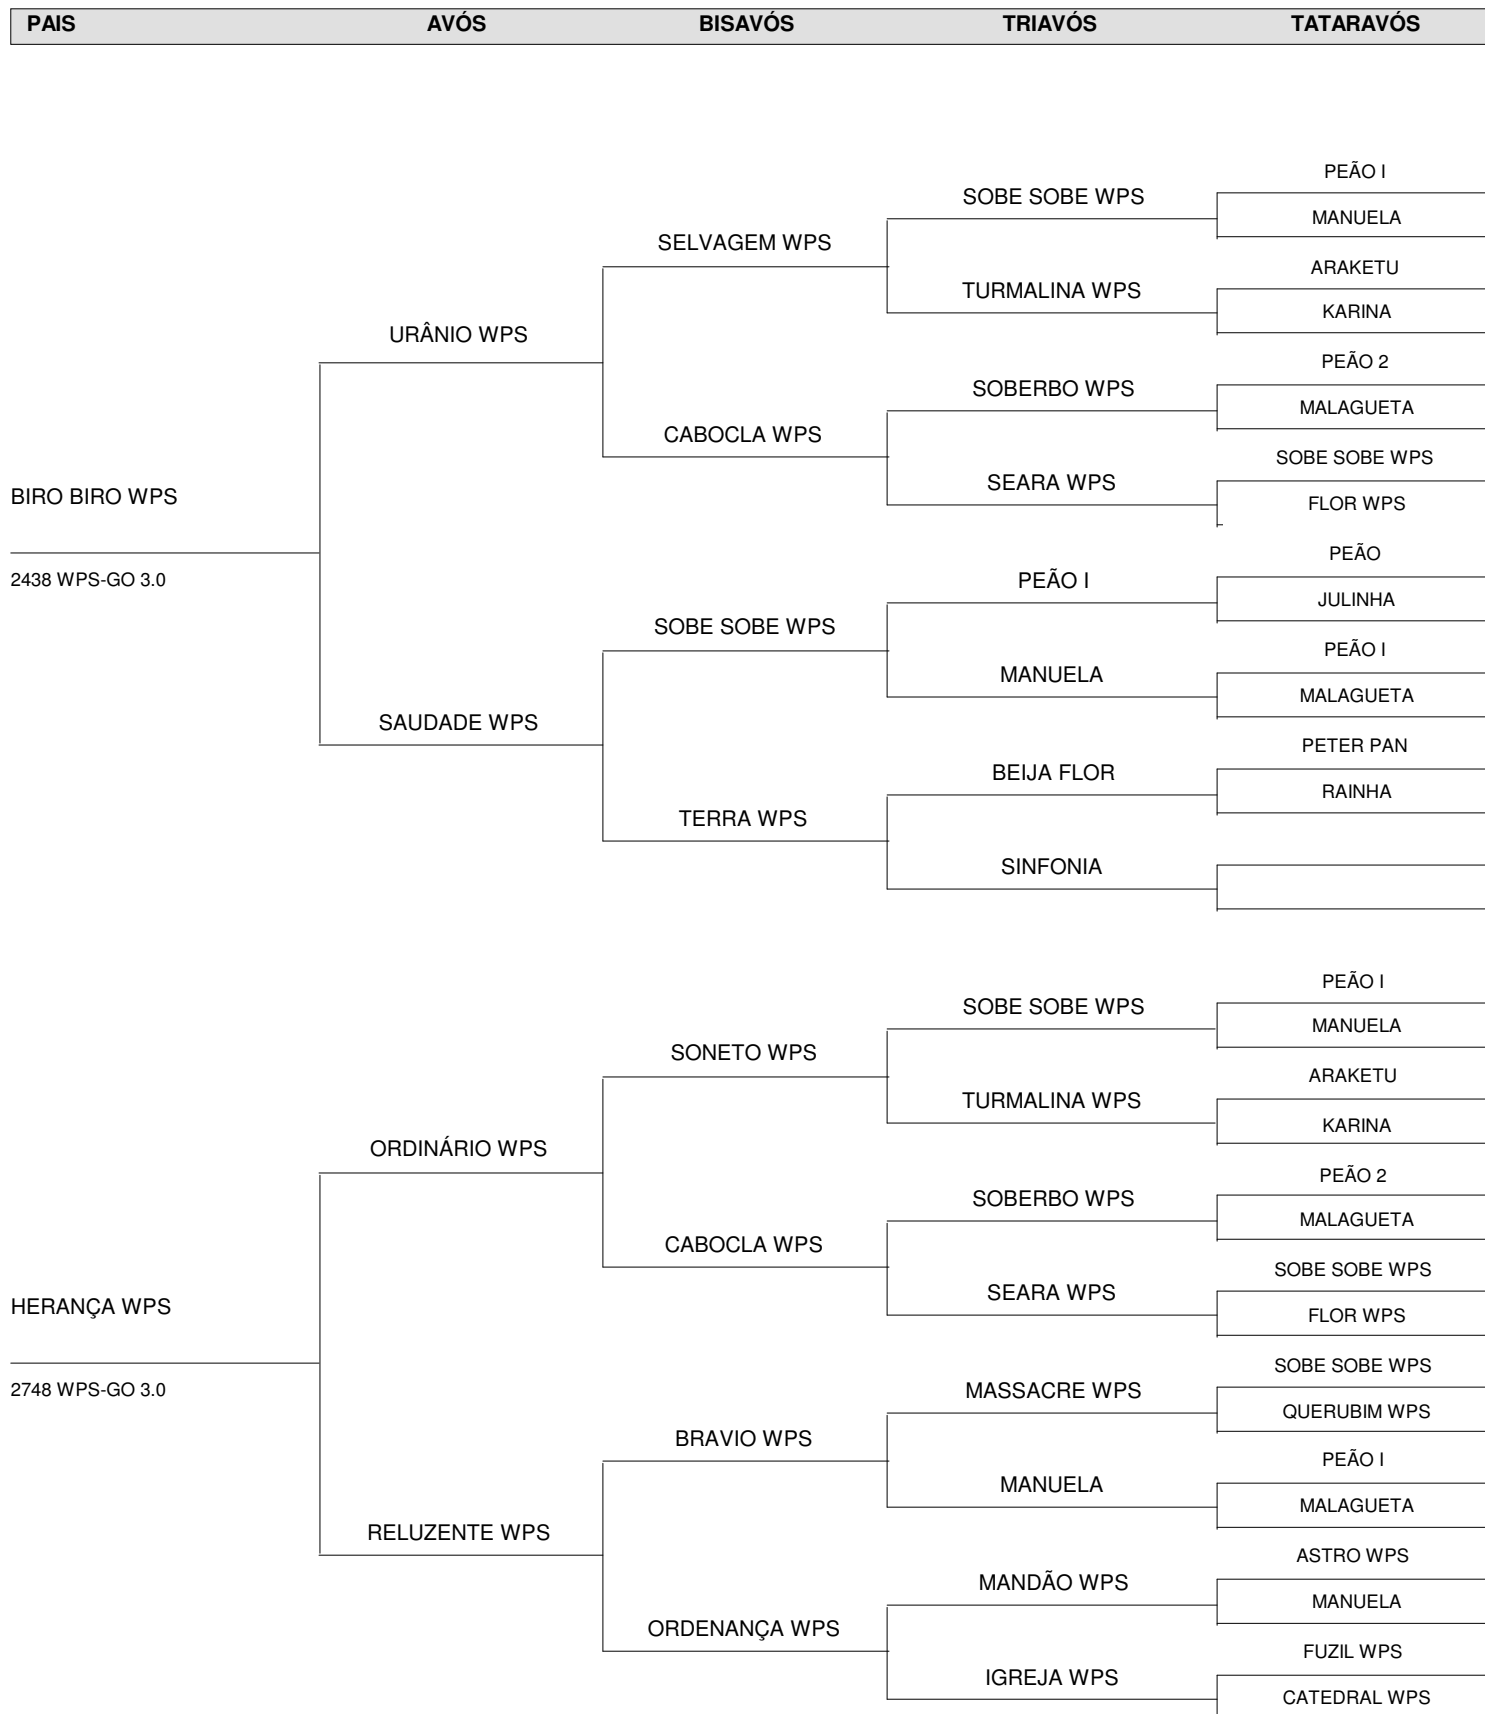 PAIS AVÓS BISAVÓS TRIAVÓS TATARAVÓS
PEÃO I
SOBE SOBE WPS
MANUELA
SELVAGEM WPS
ARAKETU
TURMALINA WPS
KARINA
URÂNIO WPS
PEÃO 2
SOBERBO WPS
MALAGUETA
CABOCLA WPS
SOBE SOBE WPS
SEARA WPS
FLOR WPS
BIRO BIRO WPS
2438 WPS-GO 3.0
PEÃO
PEÃO I
JULINHA
SOBE SOBE WPS
PEÃO I
MANUELA
MALAGUETA
SAUDADE WPS
PETER PAN
BEIJA FLOR
RAINHA
TERRA WPS
SINFONIA
PEÃO I
SOBE SOBE WPS
MANUELA
SONETO WPS
ARAKETU
TURMALINA WPS
KARINA
ORDINÁRIO WPS
PEÃO 2
SOBERBO WPS
MALAGUETA
CABOCLA WPS
SOBE SOBE WPS
SEARA WPS
FLOR WPS
HERANÇA WPS
2748 WPS-GO 3.0
SOBE SOBE WPS
MASSACRE WPS
QUERUBIM WPS
BRAVIO WPS
PEÃO I
MANUELA
MALAGUETA
RELUZENTE WPS
ASTRO WPS
MANDÃO WPS
MANUELA
ORDENANÇA WPS
FUZIL WPS
IGREJA WPS
CATEDRAL WPS